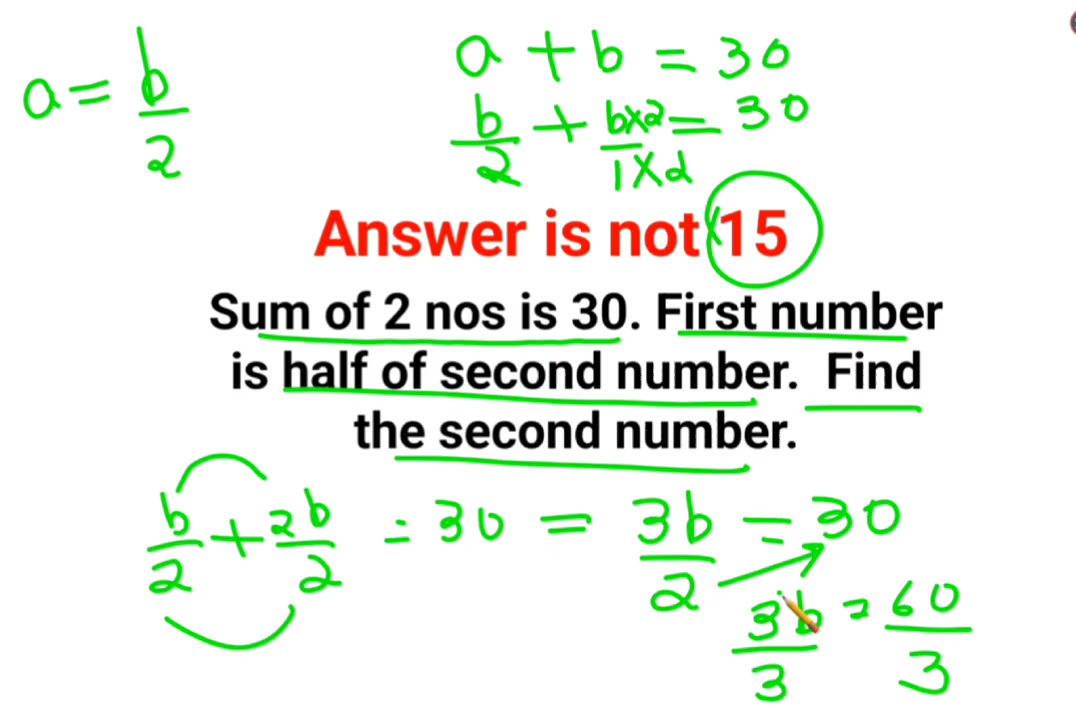 a = b/2
a + b = 30
b/2 + b×2/1×2 = 30
Answer is not 15
Sum of 2 nos is 30. First number
is half of second number. Find
the second number.
b/2 + 2b/2 = 30 = 3b/2 = 30
3b/3 = 60/3